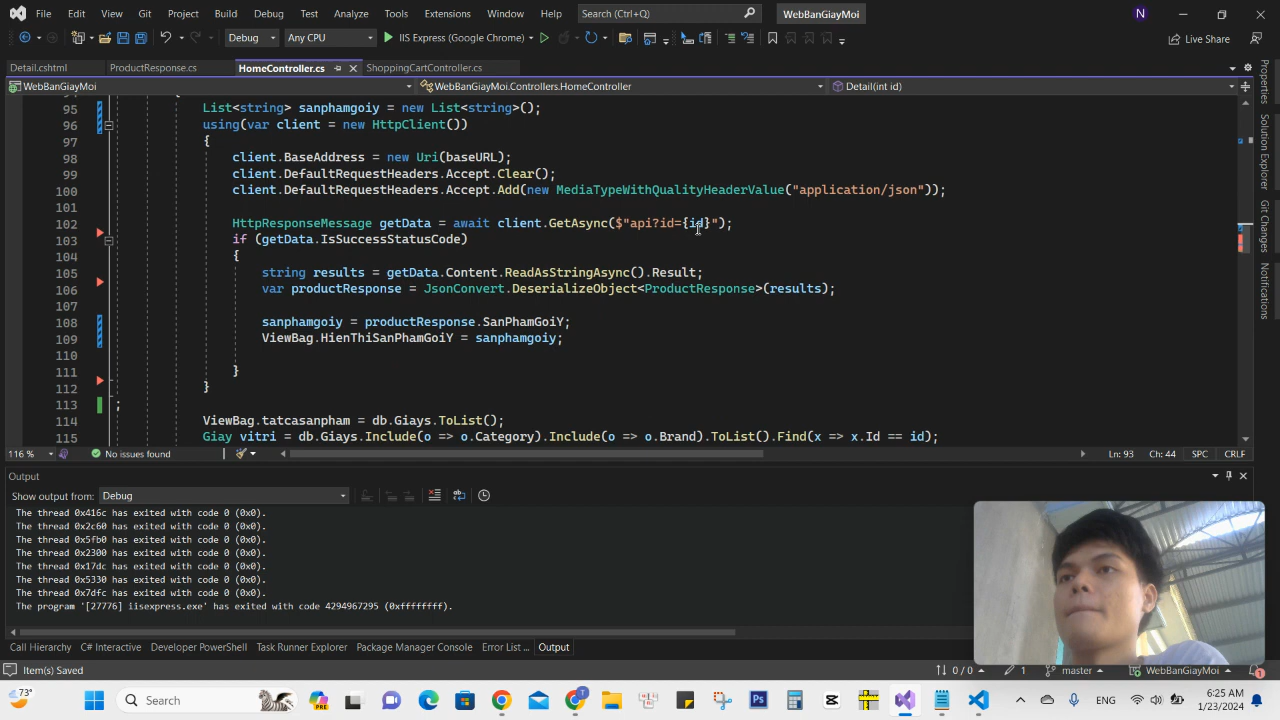 File Edit View Git Project Build Debug Test Analyze Tools Extensions Window Help Search (Ctrl+Q) WebBanGiayMoi N
Debug Any CPU IIS Express (Google Chrome) Live Share
Detail.cshtml ProductResponse.cs HomeController.cs ShoppingCartController.cs
WebBanGiayMoi WebBanGiayMoi.Controllers.HomeController Detail(int id)
95 List<string> sanphamgoiy = new List<string>();
96 using(var client = new HttpClient())
97 {
98 client.BaseAddress = new Uri(baseURL);
99 client.DefaultRequestHeaders.Accept.Clear();
100 client.DefaultRequestHeaders.Accept.Add(new MediaTypeWithQualityHeaderValue("application/json"));
101
102 HttpResponseMessage getData = await client.GetAsync($"api?id={id}");
103 if (getData.IsSuccessStatusCode)
104 {
105 string results = getData.Content.ReadAsStringAsync().Result;
106 var productResponse = JsonConvert.DeserializeObject<ProductResponse>(results);
107
108 sanphamgoiy = productResponse.SanPhamGoiY;
109 ViewBag.HienThiSanPhamGoiY = sanphamgoiy;
110
111 }
112 }
113 ;
114 ViewBag.tatcasanpham = db.Giays.ToList();
115 Giay vitri = db.Giays.Include(o => o.Category).Include(o => o.Brand).ToList().Find(x => x.Id == id);
116 % No issues found Ln: 93 Ch: 44 SPC CRLF
Properties
Solution Explorer
Git Changes
Notifications
Output
Show output from: Debug
The thread 0x416c has exited with code 0 (0x0).
The thread 0x2c60 has exited with code 0 (0x0).
The thread 0x5fb0 has exited with code 0 (0x0).
The thread 0x2300 has exited with code 0 (0x0).
The thread 0x17dc has exited with code 0 (0x0).
The thread 0x5330 has exited with code 0 (0x0).
The thread 0x7dfc has exited with code 0 (0x0).
The program '[27776] iisexpress.exe' has exited with code 4294967295 (0xffffffff).
Call Hierarchy C# Interactive Developer PowerShell Task Runner Explorer Package Manager Console Error List ... Output
Item(s) Saved 0 / 0 1 master WebBanGiayMoi 1
73° Search PRE ENG 6:25 AM
1/23/2024